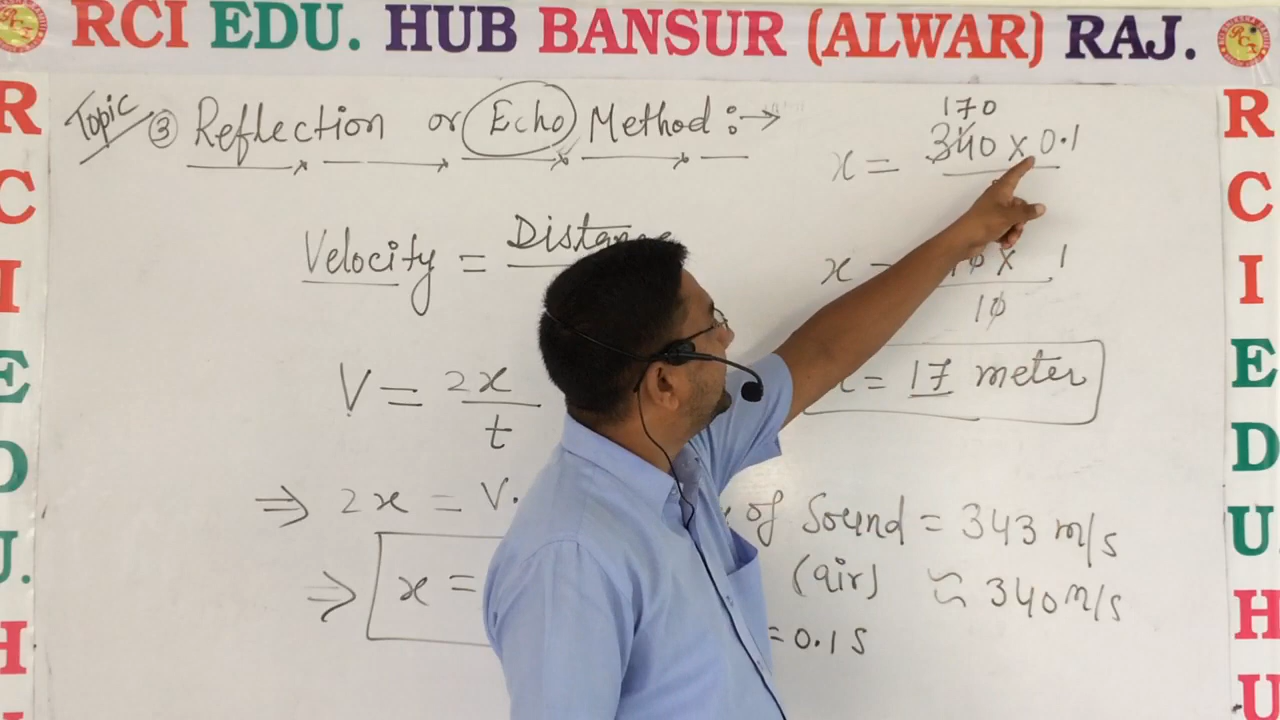 RCI EDU. HUB BANSUR (ALWAR) RAJ.
R
C
I
E
D
U.
H
Topic ③ Reflection or Echo Method :→
Velocity = Distance
V = 2x
t
⇒ 2x = V.
⇒ x =
170
x = 340 x 0.1
x = 170 x 1
10
x = 17 meter
of Sound = 343 m/s
(air) ≈ 340 m/s
= 0.1 s
R
C
I
E
D
U.
H
U